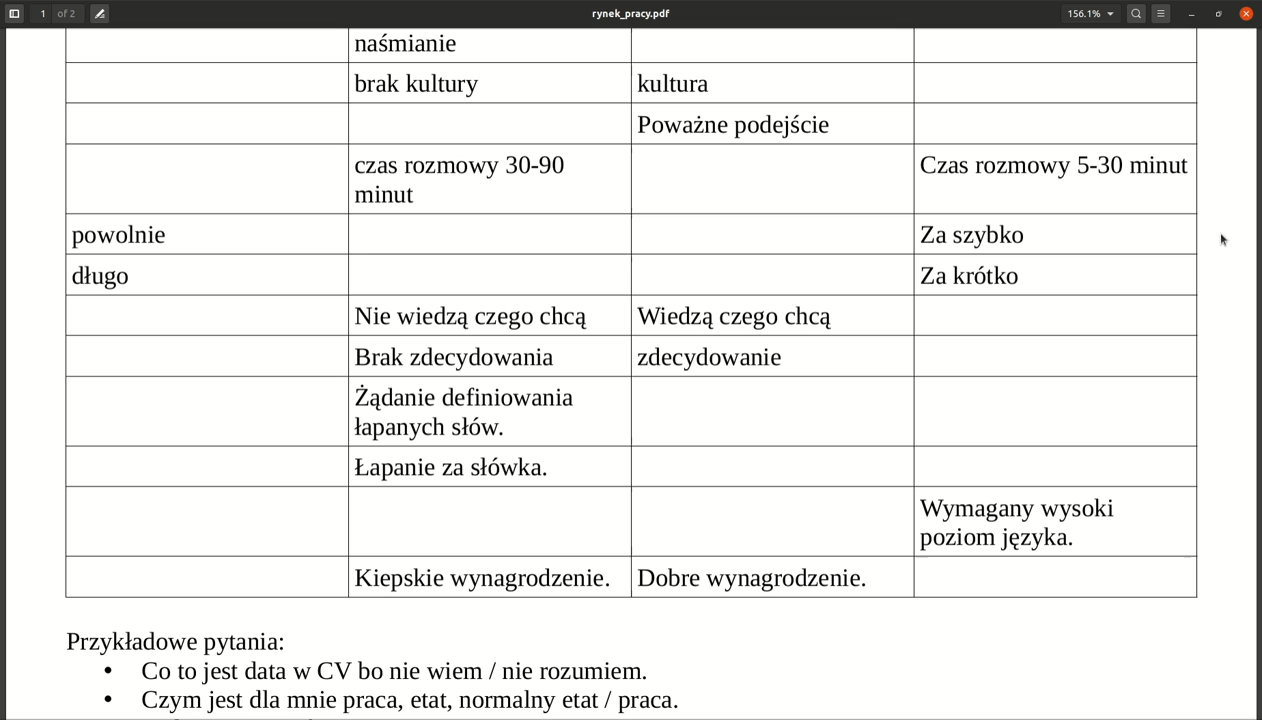 1 of 2 rynek_pracy.pdf 156.1%
naśmianie
brak kultury kultura
Poważne podejście
czas rozmowy 30-90 Czas rozmowy 5-30 minut
minut
powolnie Za szybko
długo Za krótko
Nie wiedzą czego chcą Wiedzą czego chcą
Brak zdecydowania zdecydowanie
Żądanie definiowania
łapanych słów.
Łapanie za słówka.
Wymagany wysoki
poziom języka.
Kiepskie wynagrodzenie. Dobre wynagrodzenie.
Przykładowe pytania:
• Co to jest data w CV bo nie wiem / nie rozumiem.
• Czym jest dla mnie praca, etat, normalny etat / praca.